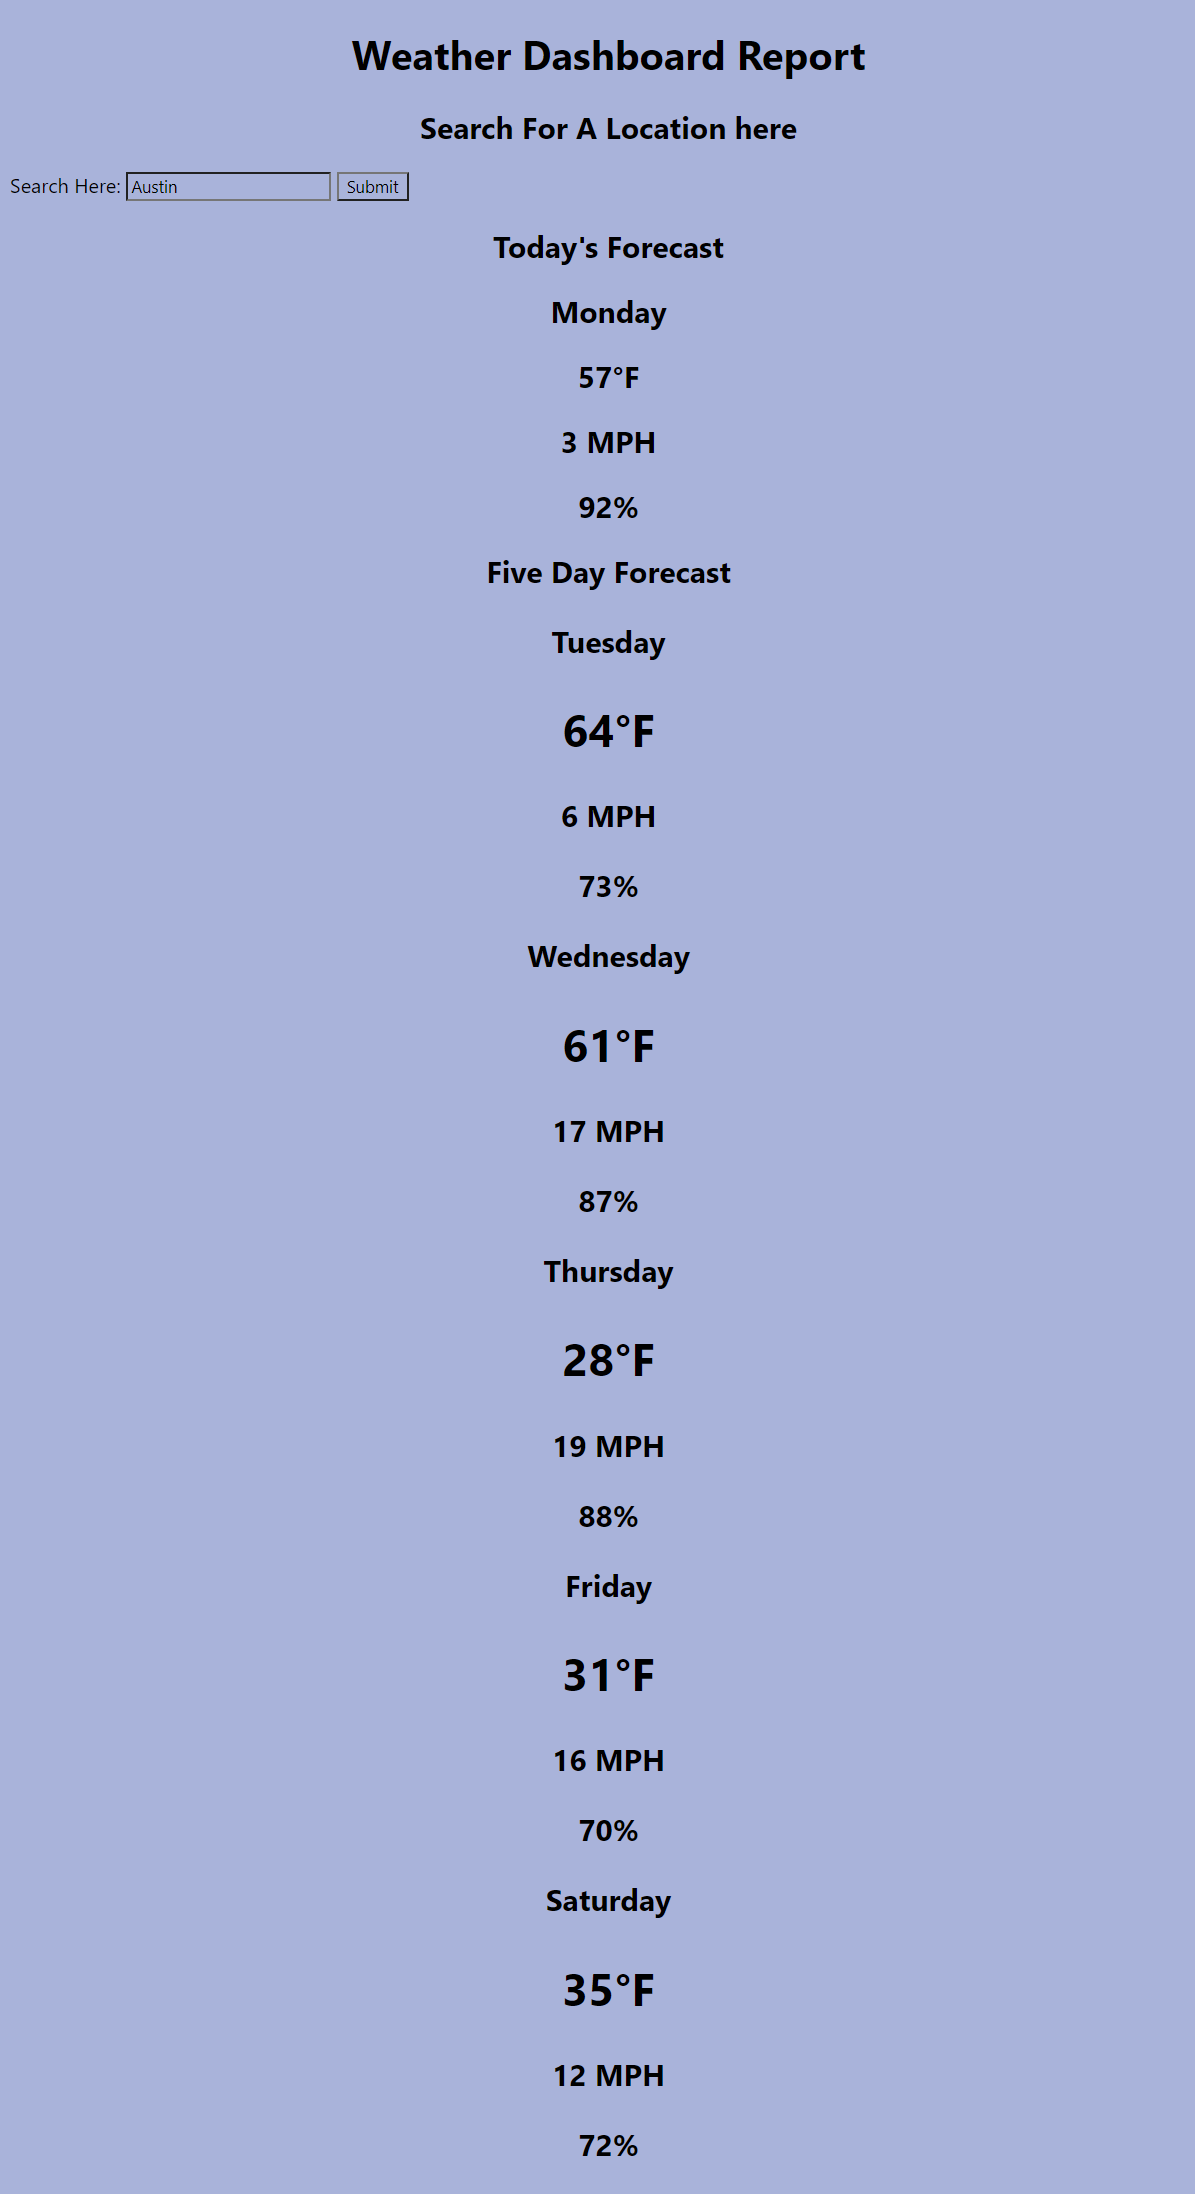 Weather Dashboard Report
Search For A Location here
Search Here: Austin Submit
Today's Forecast
Monday
57°F
3 MPH
92%
Five Day Forecast
Tuesday
64°F
6 MPH
73%
Wednesday
61°F
17 MPH
87%
Thursday
28°F
19 MPH
88%
Friday
31°F
16 MPH
70%
Saturday
35°F
12 MPH
72%